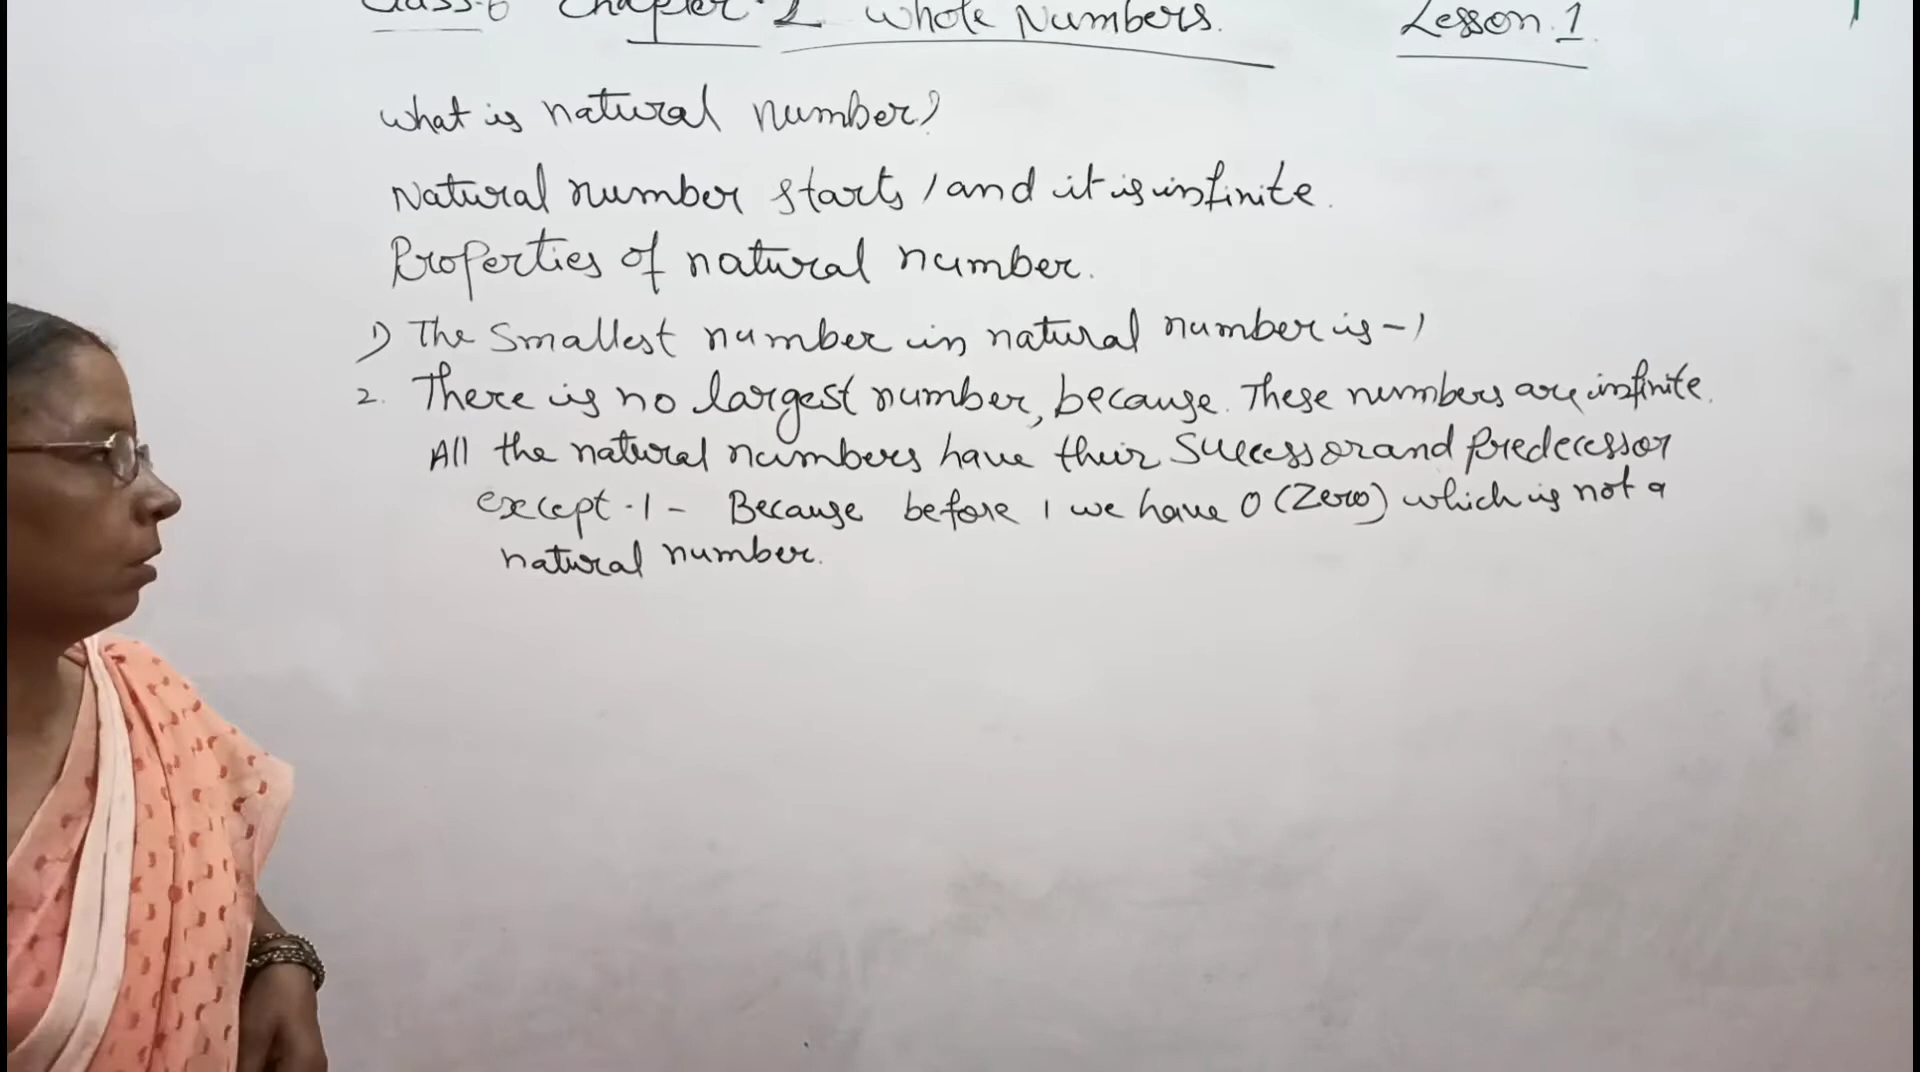 Class-6 Chapter-2 Whole Numbers. Lesson.1
What is natural number?
Natural number starts 1 and it is infinite.
Properties of natural number.
1) The Smallest number in natural number is - 1
2. There is no largest number, because. These numbers are infinite.
All the natural numbers have their Successor and predecessor
except - 1 - Because before 1 we have 0 (Zero) which is not a
natural number.